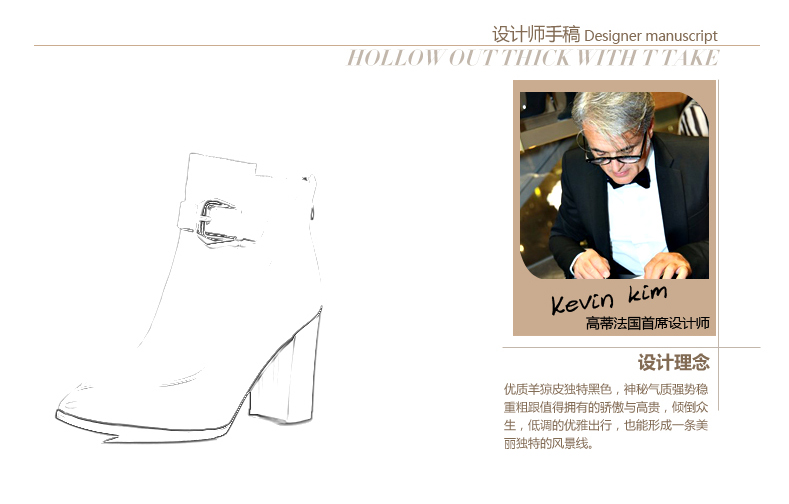 设计师手稿 Designer manuscript
HOLLOW OUT THICK WITH T TAKE
Kevin kim
高蒂法国首席设计师
设计理念
优质羊猄皮独特黑色，神秘气质强势稳
重粗跟值得拥有的骄傲与高贵，倾倒众
生，低调的优雅出行，也能形成一条美
丽独特的风景线。